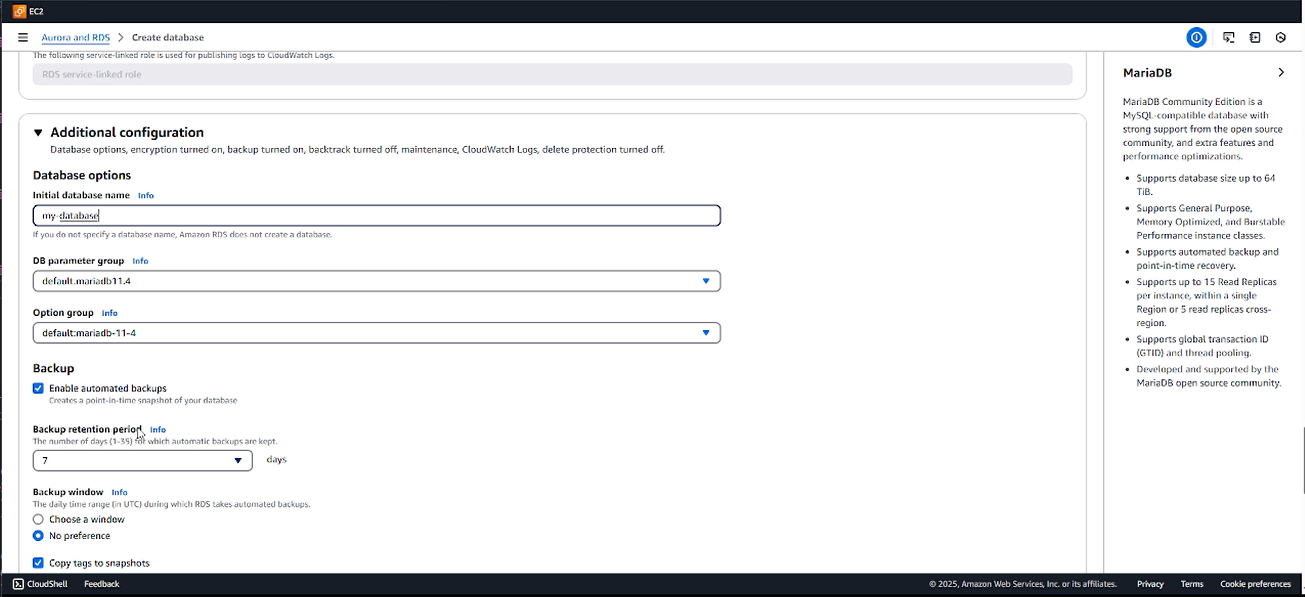 EC2
Aurora and RDS > Create database
The following service-linked role is used for publishing logs to CloudWatch Logs.
RDS service-linked role
Additional configuration
Database options, encryption turned on, backup turned on, backtrack turned off, maintenance, CloudWatch Logs, delete protection turned off.
Database options
Initial database name Info
my-database
If you do not specify a database name, Amazon RDS does not create a database.
DB parameter group Info
default.mariadb11.4
Option group Info
default:mariadb-11-4
Backup
Enable automated backups
Creates a point-in-time snapshot of your database
Backup retention period Info
The number of days (1-35) for which automatic backups are kept.
7 days
Backup window Info
The daily time range (in UTC) during which RDS takes automated backups.
Choose a window
No preference
Copy tags to snapshots
MariaDB
MariaDB Community Edition is a
MySQL-compatible database with
strong support from the open source
community, and extra features and
performance optimizations.
• Supports database size up to 64
TiB.
• Supports General Purpose,
Memory Optimized, and Burstable
Performance instance classes.
• Supports automated backup and
point-in-time recovery.
• Supports up to 15 Read Replicas
per instance, within a single
Region or 5 read replicas cross-
region.
• Supports global transaction ID
(GTID) and thread pooling.
• Developed and supported by the
MariaDB open source community.
CloudShell Feedback © 2025, Amazon Web Services, Inc. or its affiliates. Privacy Terms Cookie preferences